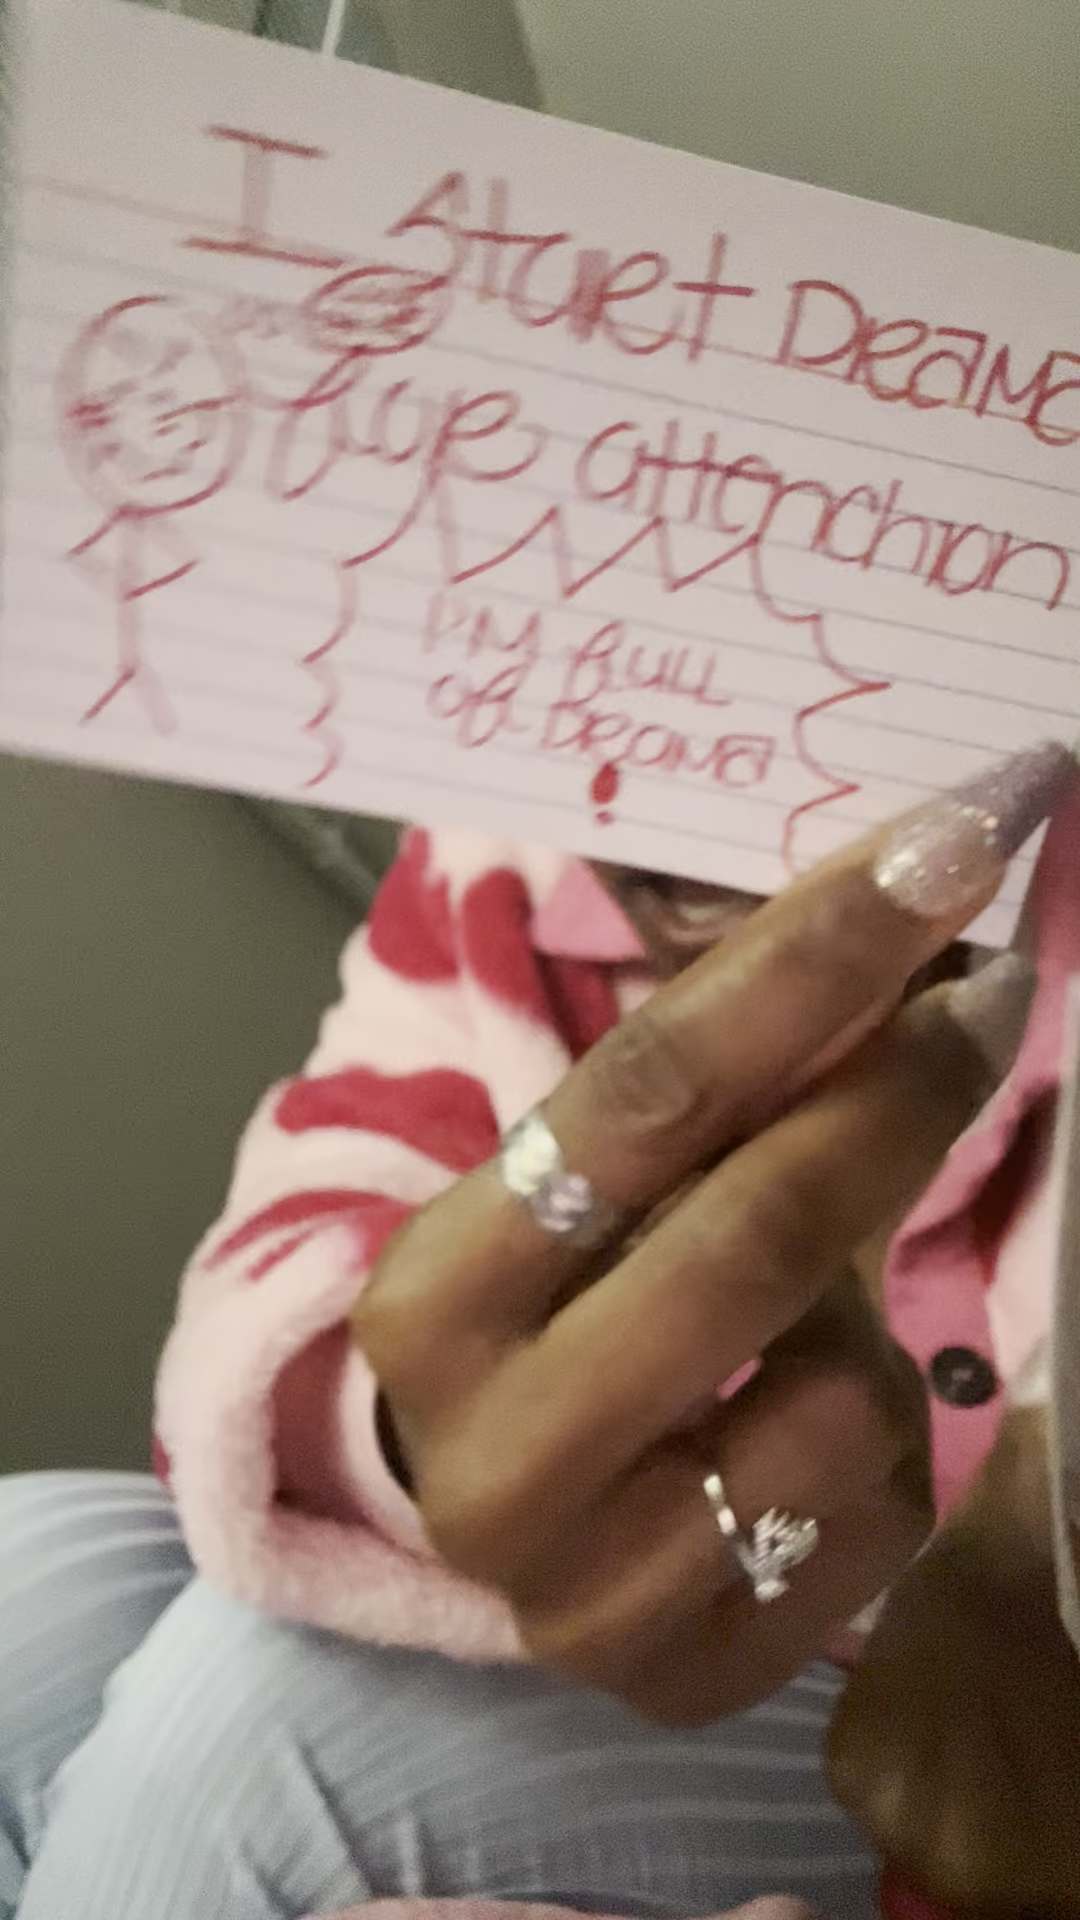 I Start Drama
for attenchion
I'M full
of Drama
!